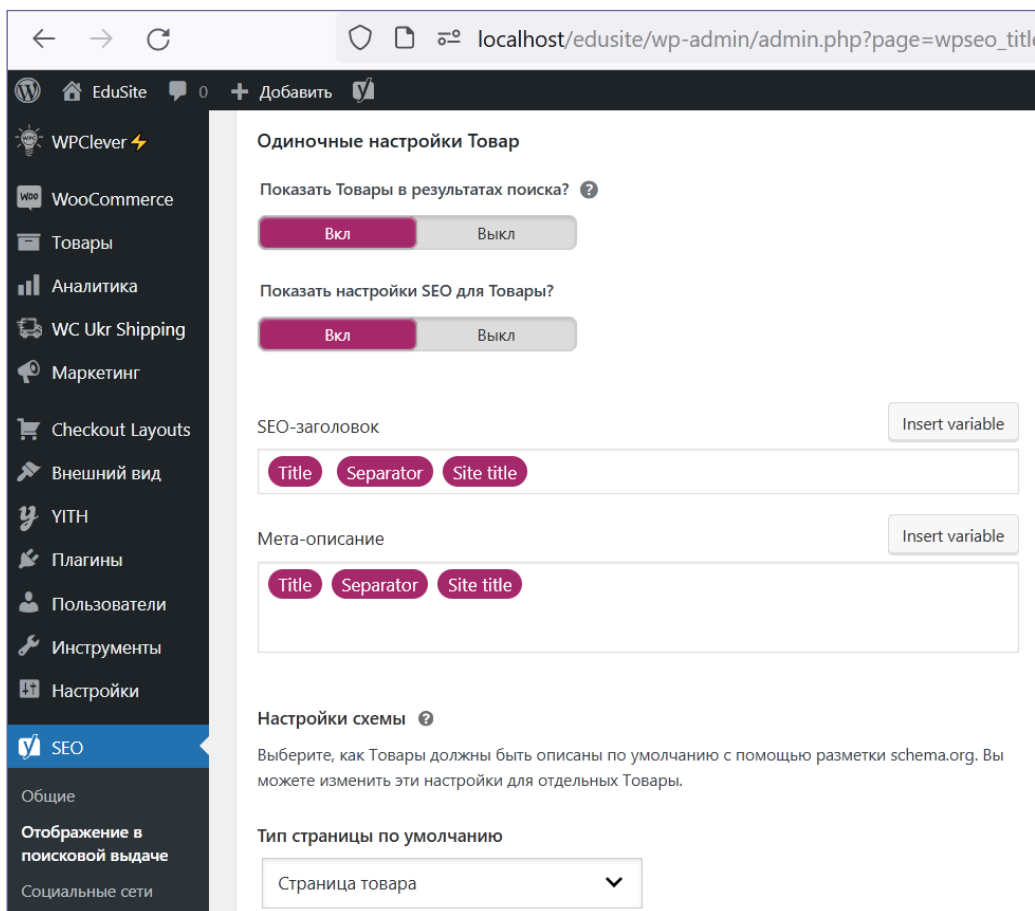 localhost/edusite/wp-admin/admin.php?page=wpseo_title
EduSite 0 Добавить
WPClever
WooCommerce
Товары
Аналитика
WC Ukr Shipping
Маркетинг
Checkout Layouts
Внешний вид
YITH
Плагины
Пользователи
Инструменты
Настройки
SEO
Общие
Отображение в
поисковой выдаче
Социальные сети
Одиночные настройки Товар
Показать Товары в результатах поиска?
Вкл Выкл
Показать настройки SEO для Товары?
Вкл Выкл
SEO-заголовок Insert variable
Title Separator Site title
Мета-описание Insert variable
Title Separator Site title
Настройки схемы
Выберите, как Товары должны быть описаны по умолчанию с помощью разметки schema.org. Вы
можете изменить эти настройки для отдельных Товары.
Тип страницы по умолчанию
Страница товара